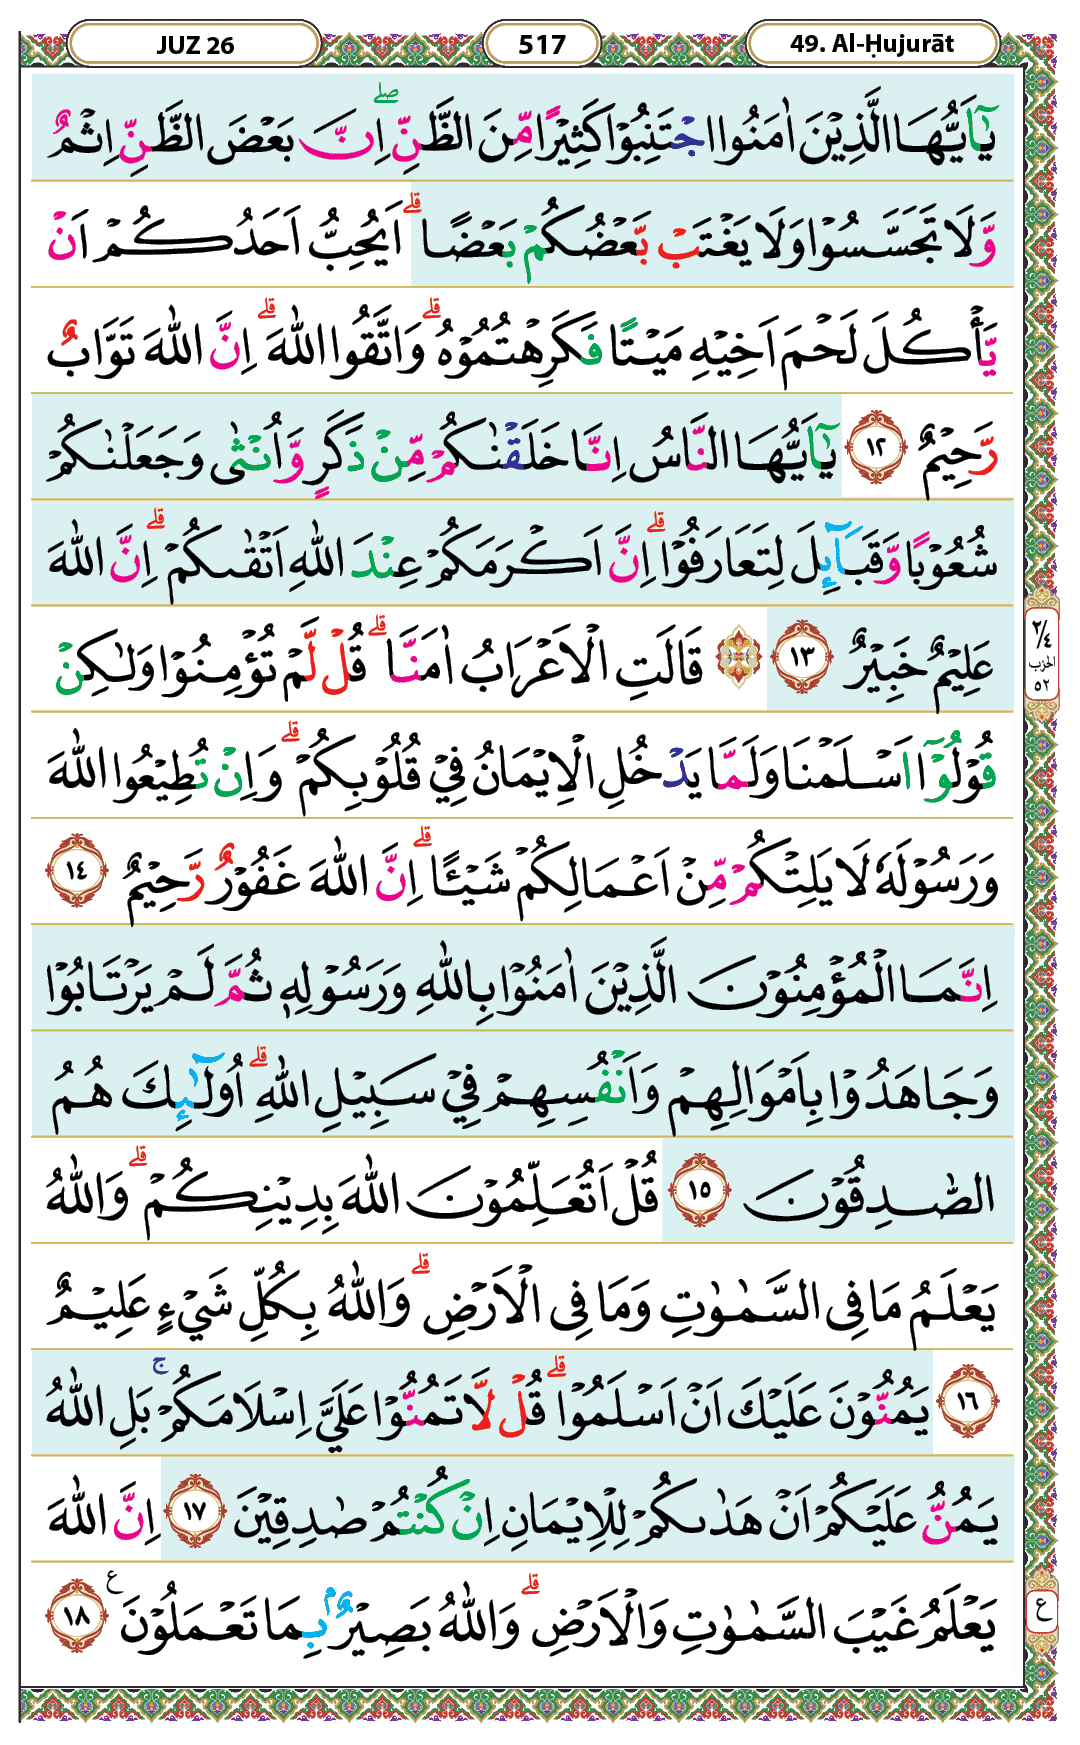 JUZ 26
517
49. Al-Ḥujurāt
يٰٓاَيُّهَا الَّذِيْنَ اٰمَنُوا اجْتَنِبُوْا كَثِيْرًا مِّنَ الظَّنِّۖ اِنَّ بَعْضَ الظَّنِّ اِثْمٌ
وَّلَا تَجَسَّسُوْا وَلَا يَغْتَبْ بَّعْضُكُمْ بَعْضًاۗ اَيُحِبُّ اَحَدُكُمْ اَنْ
يَّأْكُلَ لَحْمَ اَخِيْهِ مَيْتًا فَكَرِهْتُمُوْهُۗ وَاتَّقُوا اللّٰهَۗ اِنَّ اللّٰهَ تَوَّابٌ
رَّحِيْمٌ ١٢ يٰٓاَيُّهَا النَّاسُ اِنَّا خَلَقْنٰكُمْ مِّنْ ذَكَرٍ وَّاُنْثٰى وَجَعَلْنٰكُمْ
شُعُوْبًا وَّقَبَاۤىِٕلَ لِتَعَارَفُوْاۗ اِنَّ اَكْرَمَكُمْ عِنْدَ اللّٰهِ اَتْقٰىكُمْۗ اِنَّ اللّٰهَ
عَلِيْمٌ خَبِيْرٌ ١٣ ۞ قَالَتِ الْاَعْرَابُ اٰمَنَّاۗ قُلْ لَّمْ تُؤْمِنُوْا وَلٰكِنْ
قُوْلُوْٓا اَسْلَمْنَا وَلَمَّا يَدْخُلِ الْاِيْمَانُ فِيْ قُلُوْبِكُمْۗ وَاِنْ تُطِيْعُوا اللّٰهَ
وَرَسُوْلَهٗ لَا يَلِتْكُمْ مِّنْ اَعْمَالِكُمْ شَيْـًٔاۗ اِنَّ اللّٰهَ غَفُوْرٌ رَّحِيْمٌ ١٤
اِنَّمَا الْمُؤْمِنُوْنَ الَّذِيْنَ اٰمَنُوْا بِاللّٰهِ وَرَسُوْلِهٖ ثُمَّ لَمْ يَرْتَابُوْا
وَجَاهَدُوْا بِاَمْوَالِهِمْ وَاَنْفُسِهِمْ فِيْ سَبِيْلِ اللّٰهِۗ اُولٰۤىِٕكَ هُمُ
الصّٰدِقُوْنَ ١٥ قُلْ اَتُعَلِّمُوْنَ اللّٰهَ بِدِيْنِكُمْۗ وَاللّٰهُ
يَعْلَمُ مَا فِى السَّمٰوٰتِ وَمَا فِى الْاَرْضِۗ وَاللّٰهُ بِكُلِّ شَيْءٍ عَلِيْمٌ
١٦ يَمُنُّوْنَ عَلَيْكَ اَنْ اَسْلَمُوْاۗ قُلْ لَّا تَمُنُّوْا عَلَيَّ اِسْلَامَكُمْۚ بَلِ اللّٰهُ
يَمُنُّ عَلَيْكُمْ اَنْ هَدٰىكُمْ لِلْاِيْمَانِ اِنْ كُنْتُمْ صٰدِقِيْنَ ١٧ اِنَّ اللّٰهَ
يَعْلَمُ غَيْبَ السَّمٰوٰتِ وَالْاَرْضِۗ وَاللّٰهُ بَصِيْرٌۢ بِمَا تَعْمَلُوْنَ ࣖ ١٨
٢/٤
الحزب
٥٢
ع